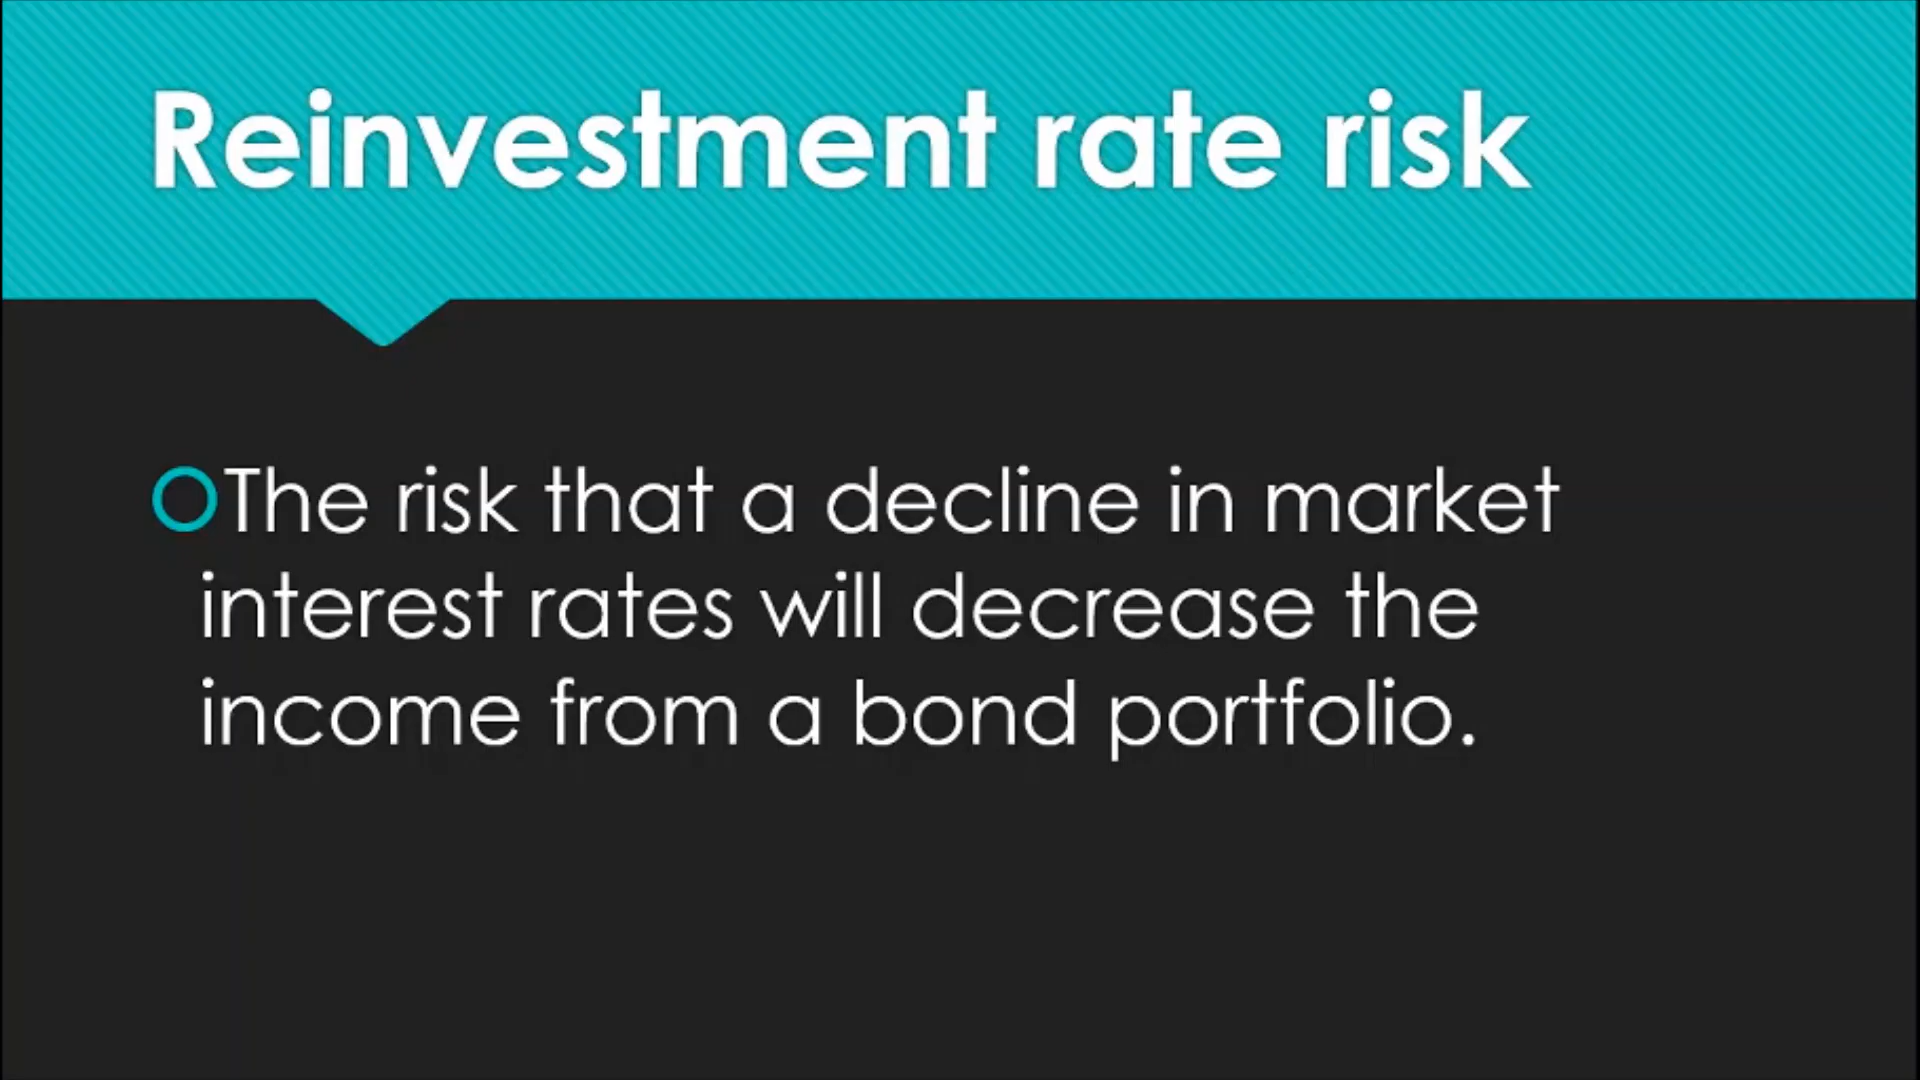 Reinvestment rate risk
The risk that a decline in market
interest rates will decrease the
income from a bond portfolio.